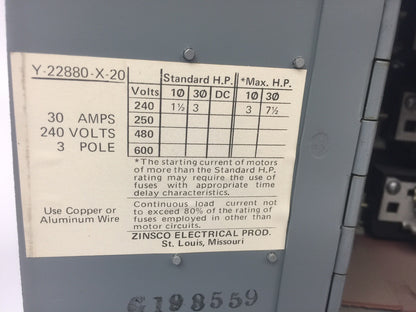 Y-22880-X-20
30 AMPS
240 VOLTS
3 POLE
Use Copper or
Aluminum Wire
Standard H.P. *Max. H.P.
Volts 1Ø 3Ø DC 1Ø 3Ø
240 1½ 3 3 7½
250
480
600
*The starting current of motors
of more than the Standard H.P.
rating may require the use of
fuses with appropriate time
delay characteristics.
Continuous load current not
to exceed 80% of the rating of
fuses employed in other than
motor circuits.
ZINSCO ELECTRICAL PROD.
St. Louis, Missouri
G198559